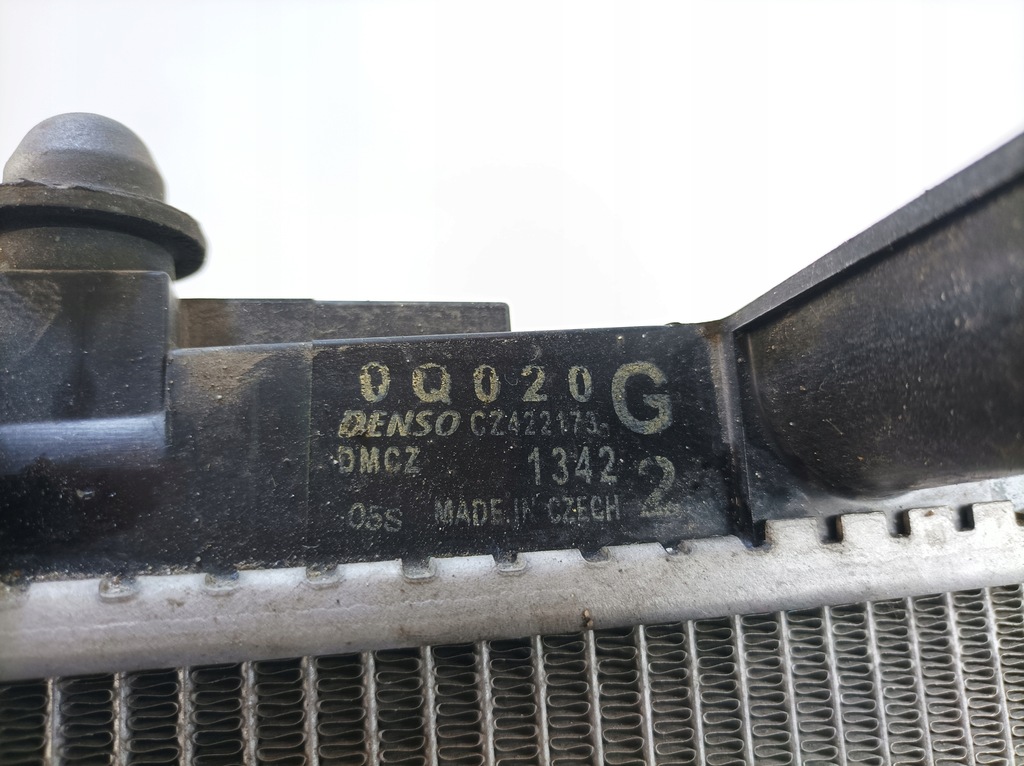 0Q020 G
DENSO CZ422173-
DMCZ 1342 2
05S MADE IN CZECH